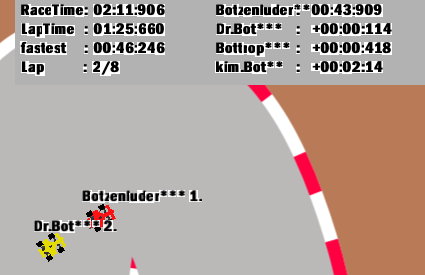 RaceTime: 02:11:906
LapTime : 01:25:660
fastest : 00:46:246
Lap : 2/8
Botzenluder**00:43:909
Dr.Bot*** : +00:00:114
Bottrop*** : +00:00:418
kim.Bot** : +00:02:14
Botzenluder*** 1.
Dr.Bot*** 2.